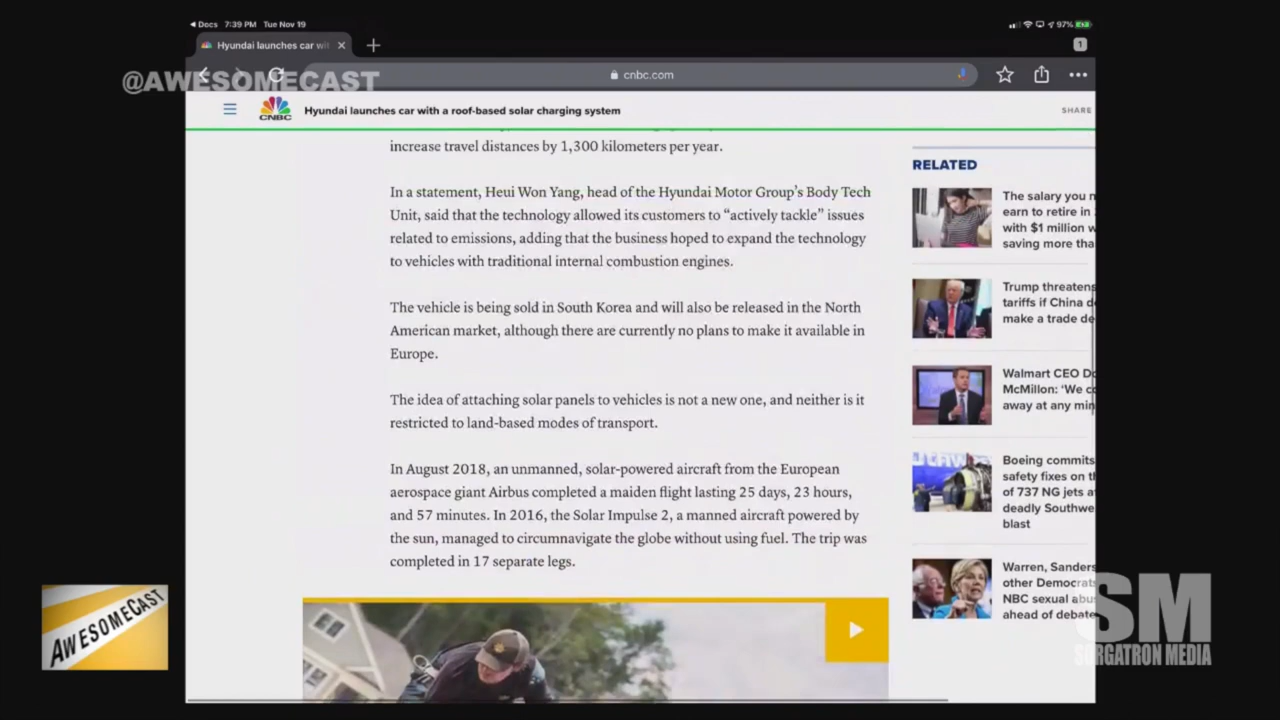 Docs 7:39 PM Tue Nov 19
97%
Hyundai launches car wi
1
@AWESOMECAST
cnbc.com
CNBC
Hyundai launches car with a roof-based solar charging system
SHARE
increase travel distances by 1,300 kilometers per year.
In a statement, Heui Won Yang, head of the Hyundai Motor Group’s Body Tech
Unit, said that the technology allowed its customers to “actively tackle” issues
related to emissions, adding that the business hoped to expand the technology
to vehicles with traditional internal combustion engines.
The vehicle is being sold in South Korea and will also be released in the North
American market, although there are currently no plans to make it available in
Europe.
The idea of attaching solar panels to vehicles is not a new one, and neither is it
restricted to land-based modes of transport.
In August 2018, an unmanned, solar-powered aircraft from the European
aerospace giant Airbus completed a maiden flight lasting 25 days, 23 hours,
and 57 minutes. In 2016, the Solar Impulse 2, a manned aircraft powered by
the sun, managed to circumnavigate the globe without using fuel. The trip was
completed in 17 separate legs.
RELATED
The salary you
earn to retire in
with $1 million
saving more tha
Trump threatens
tariffs if China
make a trade de
Walmart CEO Do
McMillon: ‘We c
away at any min
Boeing commits
safety fixes on
of 737 NG jets
deadly Southwe
blast
Warren, Sanders
other Democrats
NBC sexual abu
ahead of debate
AWESOMECAST
SM
SORGATRON MEDIA